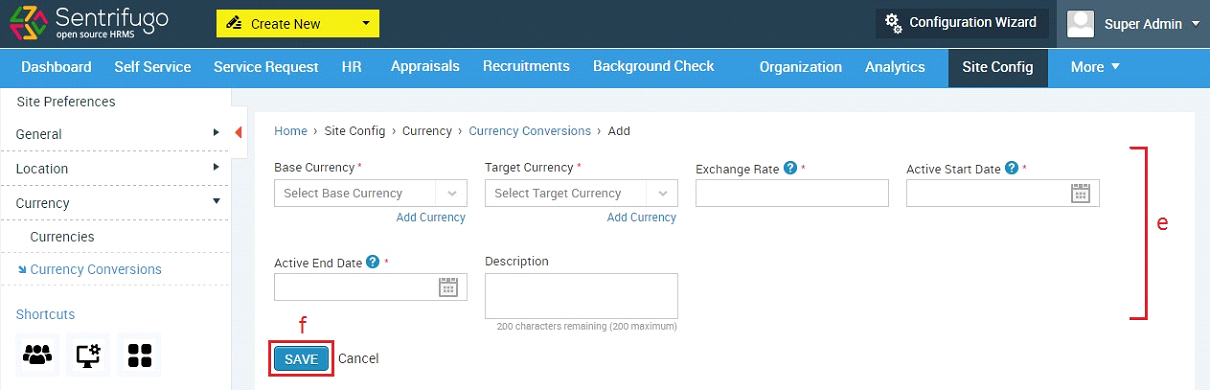 Sentrifugo
open source HRMS
Create New
Configuration Wizard
Super Admin
Dashboard Self Service Service Request HR Appraisals Recruitments Background Check Organization Analytics Site Config More
Site Preferences
General
Location
Currency
Currencies
Currency Conversions
Shortcuts
Home › Site Config › Currency › Currency Conversions › Add
Base Currency * Target Currency * Exchange Rate ? * Active Start Date ? *
Select Base Currency Select Target Currency
Add Currency Add Currency
e
Active End Date ? * Description
200 characters remaining (200 maximum)
f
SAVE Cancel